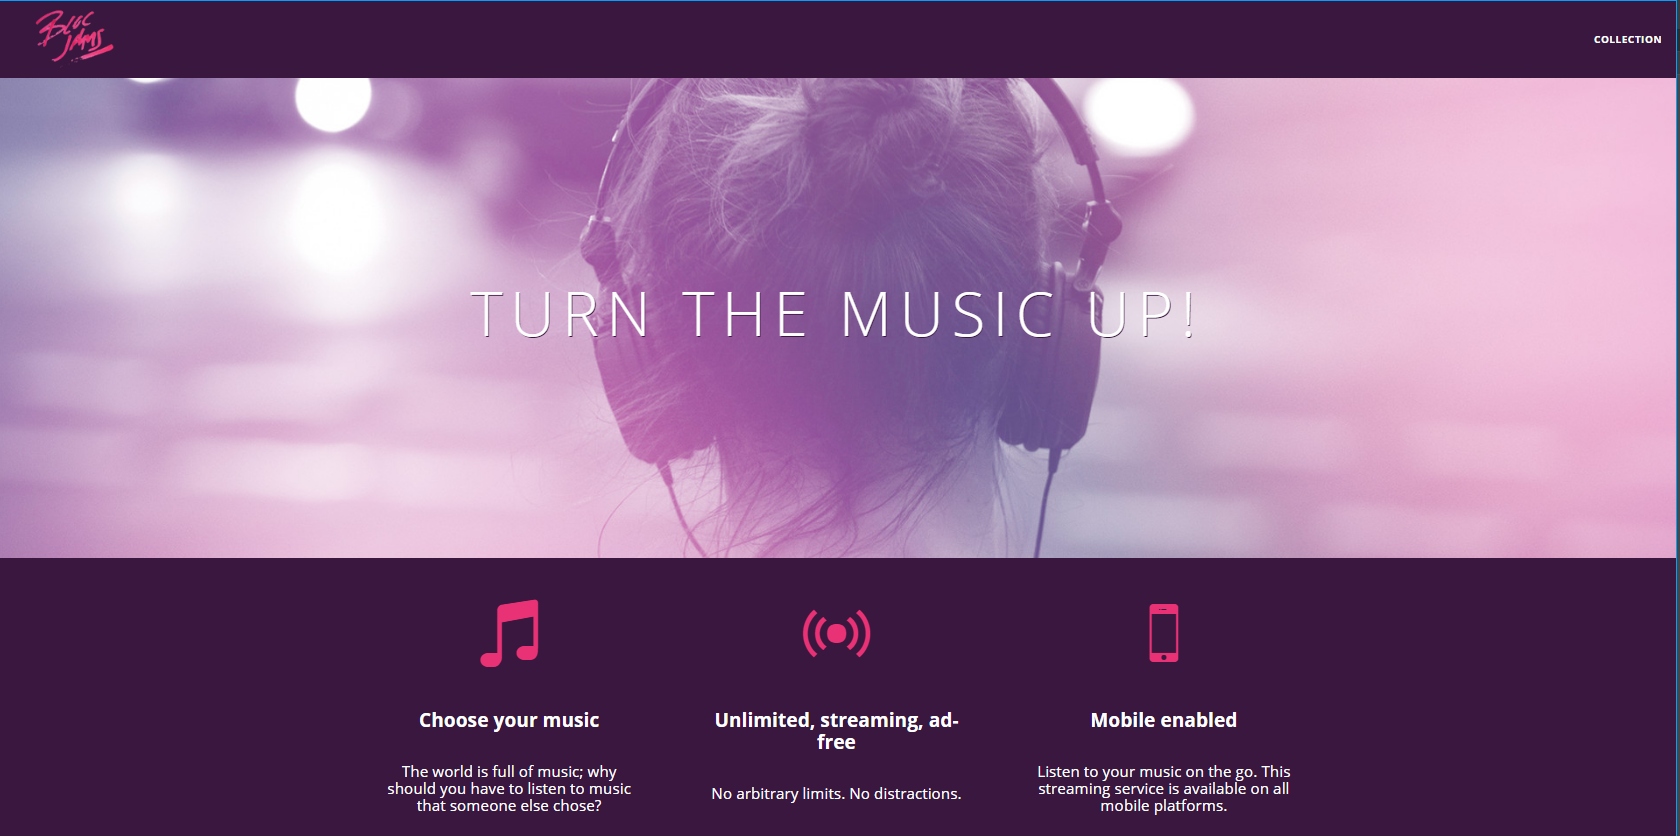 BLOC
JAMS
COLLECTION
TURN THE MUSIC UP!
Choose your music
The world is full of music; why
should you have to listen to music
that someone else chose?
Unlimited, streaming, ad-
free
No arbitrary limits. No distractions.
Mobile enabled
Listen to your music on the go. This
streaming service is available on all
mobile platforms.